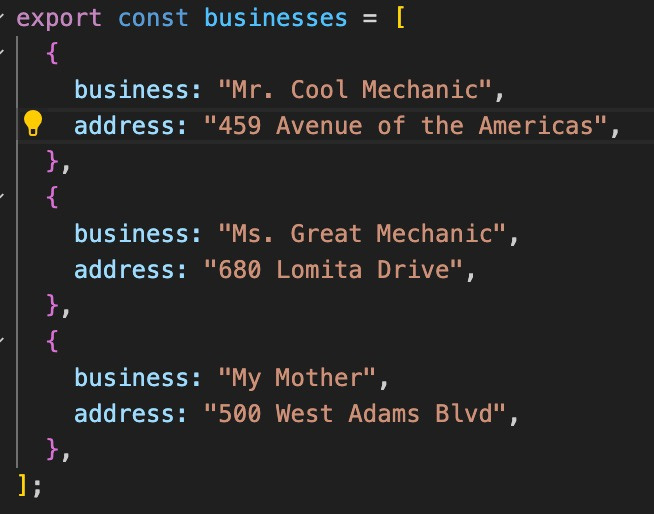 export const businesses = [
{
business: "Mr. Cool Mechanic",
address: "459 Avenue of the Americas",
},
{
business: "Ms. Great Mechanic",
address: "680 Lomita Drive",
},
{
business: "My Mother",
address: "500 West Adams Blvd",
},
];